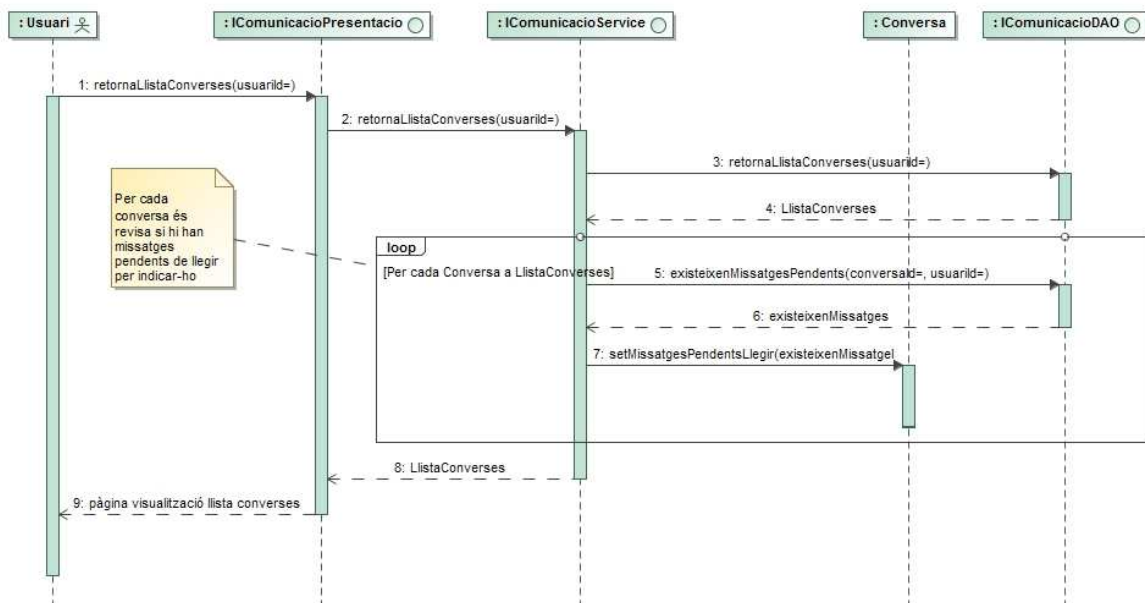 : Usuari
: IComunicacioPresentacio
: IComunicacioService
: Conversa
: IComunicacioDAO
1: retornaLlistaConverses(usuariId=)
2: retornaLlistaConverses(usuariId=)
3: retornaLlistaConverses(usuariId=)
Per cada
conversa és
revisa si hi han
missatges
pendents de llegir
per indicar-ho
4: LlistaConverses
loop
[Per cada Conversa a LlistaConverses]
5: existeixenMissatgesPendents(conversaId=, usuariId=)
6: existeixenMissatges
7: setMissatgesPendentsLlegir(existeixenMissatgel
8: LlistaConverses
9: pàgina visualització llista converses